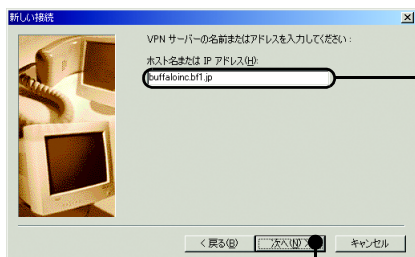 新しい接続
VPN サーバーの名前またはアドレスを入力してください :
ホスト名または IP アドレス(H):
buffaloinc.bf1.jp
< 戻る(B) 次へ(N) > キャンセル